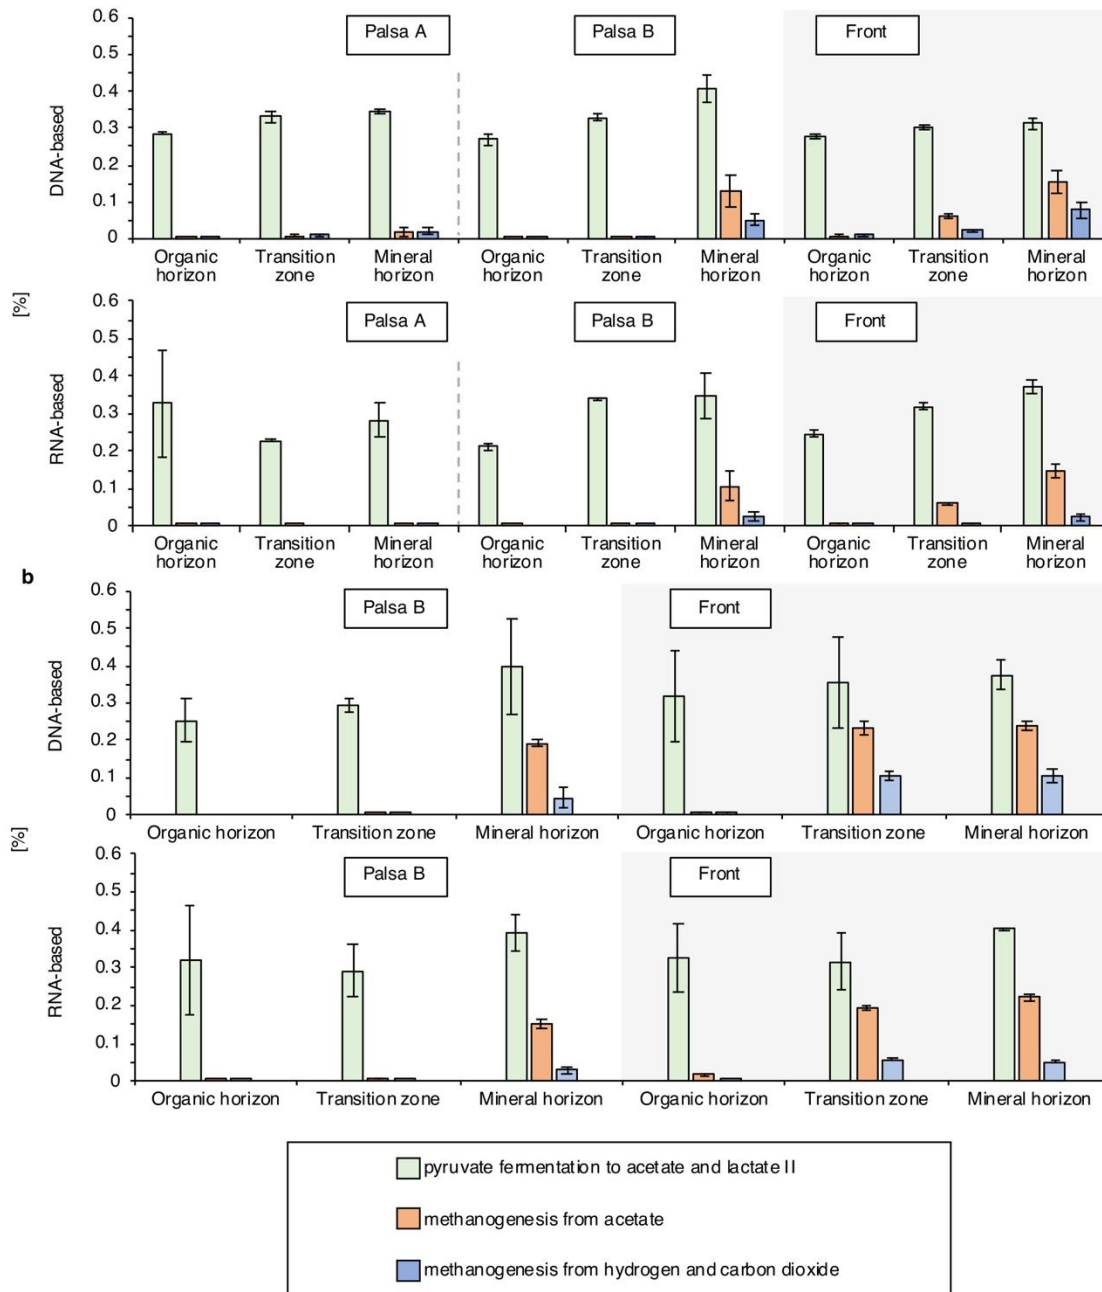 0.6
0.5
0.4
0.3
0.2
0.1
0
DNA-based
Palsa A
Palsa B
Front
Organic horizon
Transition zone
Mineral horizon
Organic horizon
Transition zone
Mineral horizon
Organic horizon
Transition zone
Mineral horizon
[%]
0.6
0.5
0.4
0.3
0.2
0.1
0
RNA-based
Palsa A
Palsa B
Front
Organic horizon
Transition zone
Mineral horizon
Organic horizon
Transition zone
Mineral horizon
Organic horizon
Transition zone
Mineral horizon
b
0.6
0.5
0.4
0.3
0.2
0.1
0
DNA-based
Palsa B
Front
Organic horizon
Transition zone
Mineral horizon
Organic horizon
Transition zone
Mineral horizon
[%]
0.6
0.5
0.4
0.3
0.2
0.1
0
RNA-based
Palsa B
Front
Organic horizon
Transition zone
Mineral horizon
Organic horizon
Transition zone
Mineral horizon
pyruvate fermentation to acetate and lactate II
methanogenesis from acetate
methanogenesis from hydrogen and carbon dioxide